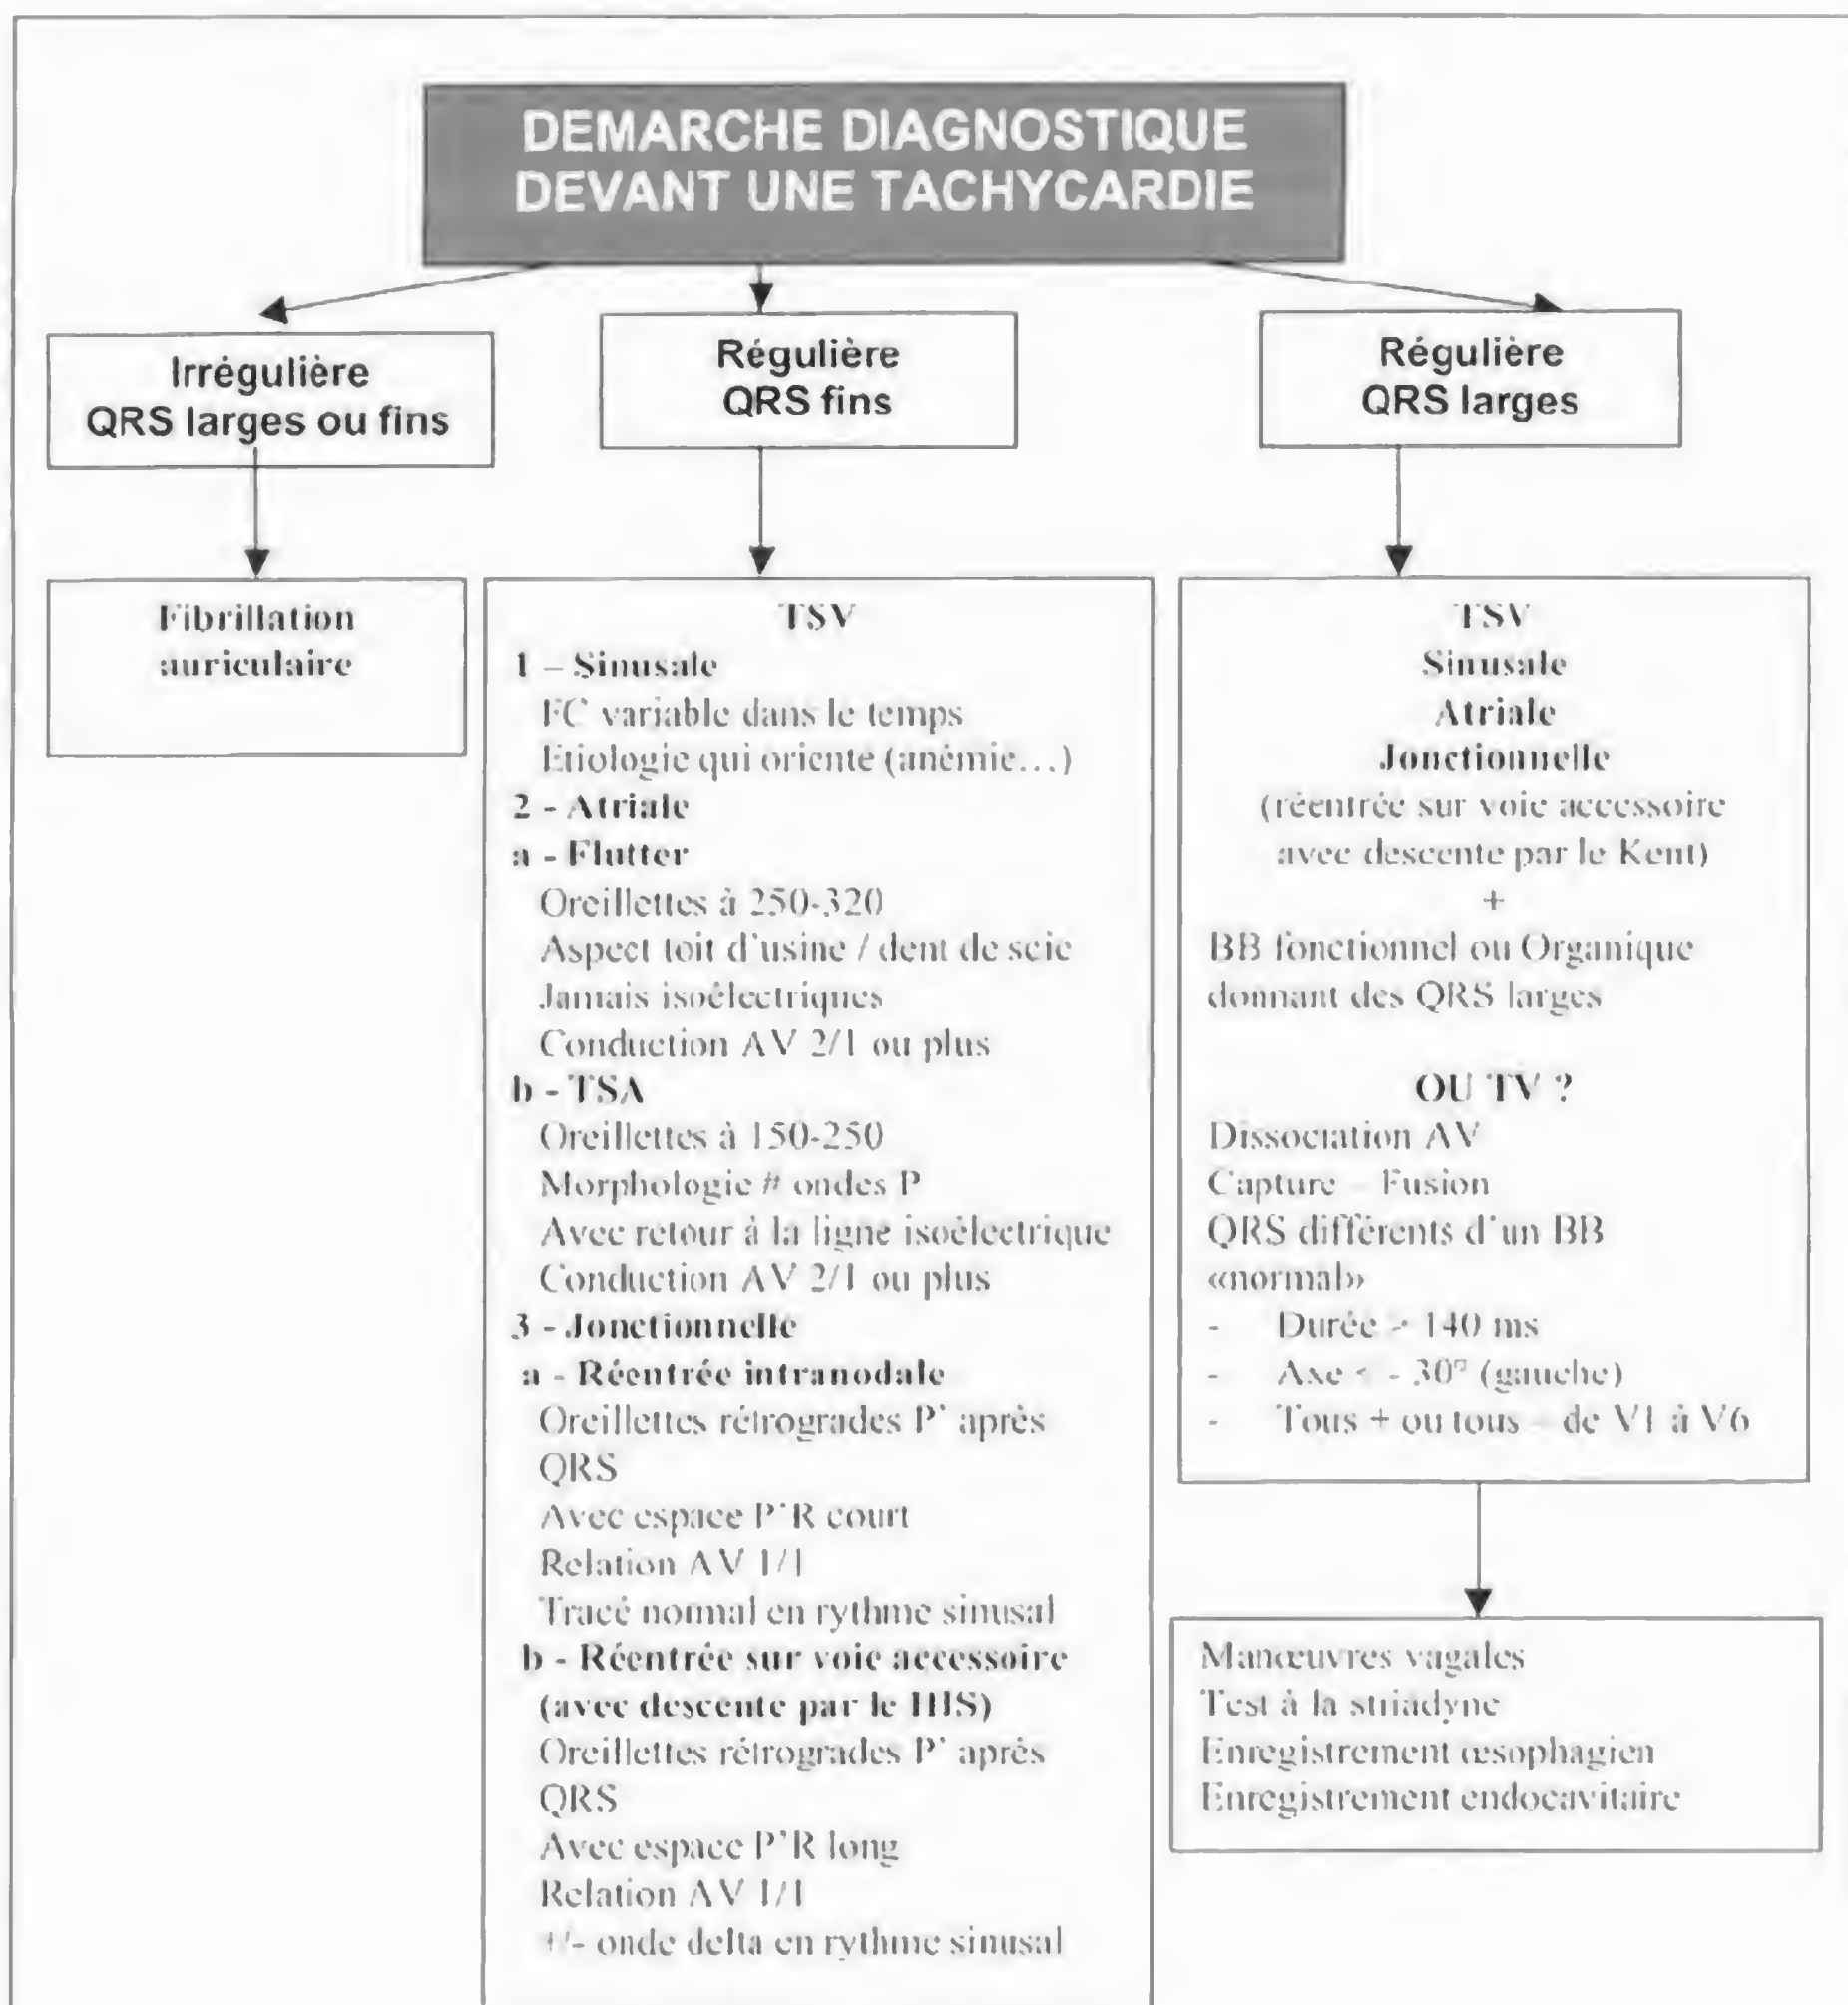 DEMARCHE DIAGNOSTIQUE
DEVANT UNE TACHYCARDIE
Irrégulière
QRS larges ou fins
Régulière
QRS fins
Régulière
QRS larges
Fibrillation
auriculaire
TSV
1 – Sinusale
FC variable dans le temps
Etiologie qui oriente (anémie…)
2 - Atriale
a - Flutter
Oreillettes à 250-320
Aspect toit d'usine / dent de scie
Jamais isoélectriques
Conduction AV 2/1 ou plus
b - TSA
Oreillettes à 150-250
Morphologie # ondes P
Avec retour à la ligne isoélectrique
Conduction AV 2/1 ou plus
3 - Jonctionnelle
a - Réentrée intranodale
Oreillettes rétrogrades P' après
QRS
Avec espace P'R court
Relation AV 1/1
Tracé normal en rythme sinusal
b - Réentrée sur voie accessoire
(avec descente par le HIS)
Oreillettes rétrogrades P' après
QRS
Avec espace P'R long
Relation AV 1/1
+/- onde delta en rythme sinusal
TSV
Sinusale
Atriale
Jonctionnelle
(réentrée sur voie accessoire
avec descente par le Kent)
+
BB fonctionnel ou Organique
donnant des QRS larges
OU TV ?
Dissociation AV
Capture – Fusion
QRS différents d'un BB
«normal»
- Durée > 140 ms
- Axe < - 30° (gauche)
- Tous + ou tous – de V1 à V6
Manœuvres vagales
Test à la striadyne
Enregistrement œsophagien
Enregistrement endocavitaire